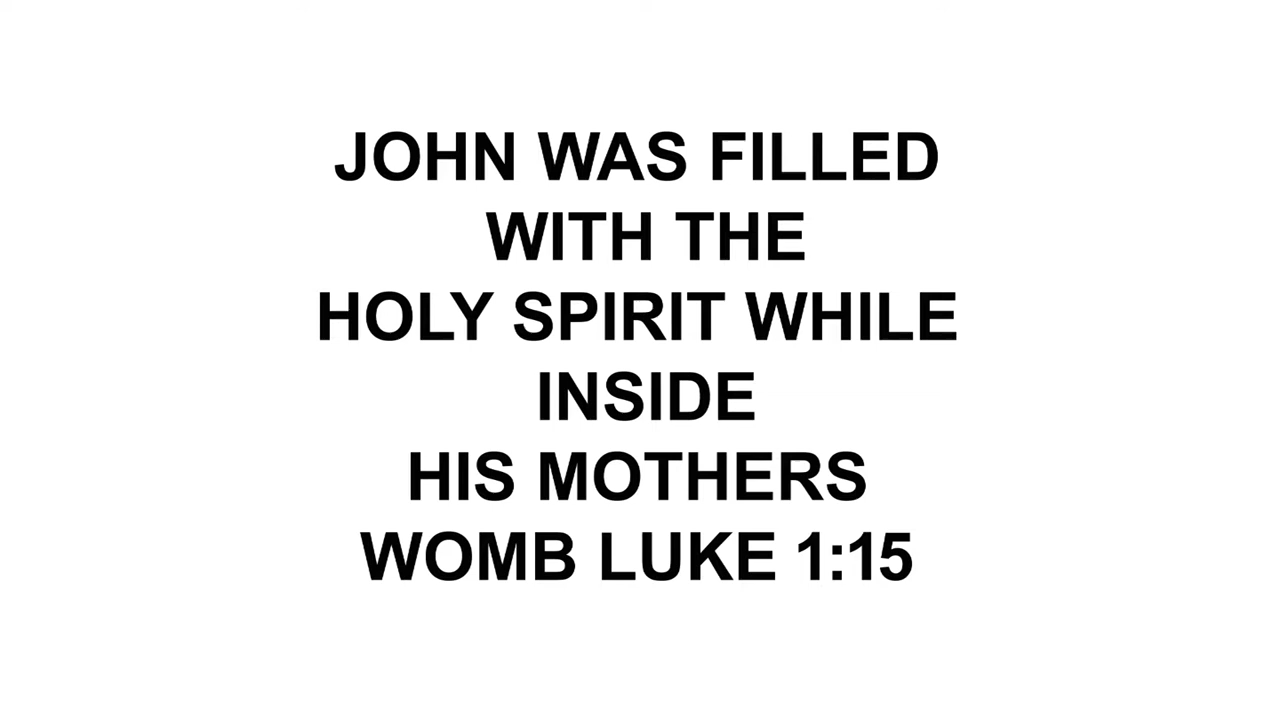 JOHN WAS FILLED
WITH THE
HOLY SPIRIT WHILE
INSIDE
HIS MOTHERS
WOMB LUKE 1:15